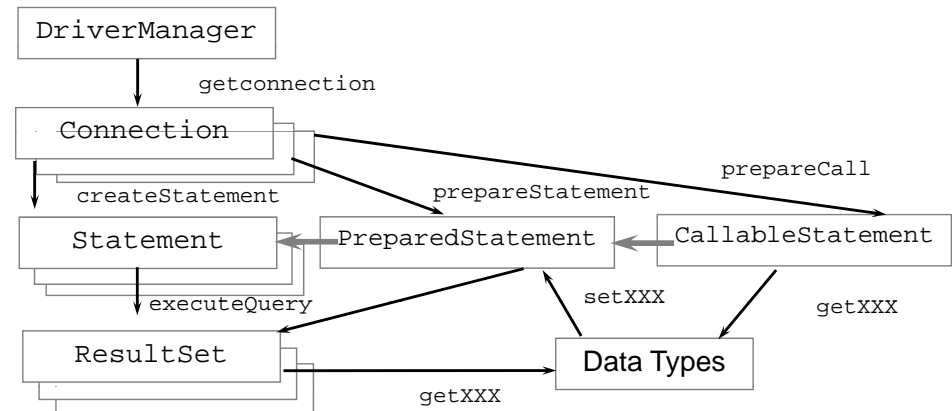 DriverManager
getconnection
Connection
prepareCall
createStatement
prepareStatement
Statement
PreparedStatement
CallableStatement
executeQuery
setXXX
getXXX
ResultSet
Data Types
getXXX